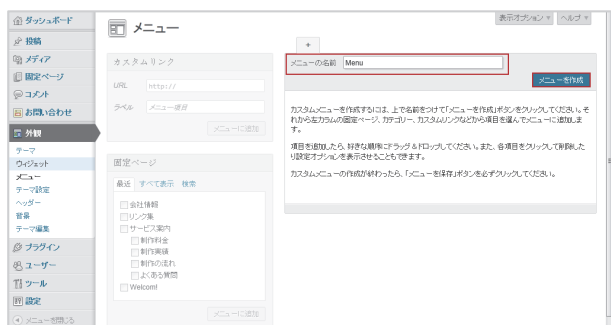 ダッシュボード
投稿
メディア
固定ページ
コメント
お問い合わせ
外観
テーマ
ウィジェット
メニュー
テーマ設定
ヘッダー
背景
テーマ編集
プラグイン
ユーザー
ツール
設定
メニューを閉じる
表示オプション ▼
ヘルプ ▼
メニュー
カスタムリンク
URL http://
ラベル メニュー項目
メニューに追加
固定ページ
最近 すべて表示 検索
会社情報
リンク集
サービス案内
制作料金
制作実績
制作の流れ
よくある質問
Welcom!
メニューに追加
+
メニューの名前 Menu
メニューを作成
カスタムメニューを作成するには、上で名前をつけて「メニューを作成」ボタンをクリックしてください。そ
れから左カラムの固定ページ、カテゴリー、カスタムリンクなどから項目を選んでメニューに追加しま
す。
項目を追加したら、好きな順順にドラッグ&ドロップしてください。また、各項目をクリックして削除した
り設定オプションを表示させることもできます。
カスタムメニューの作成が終わったら、「メニューを保存」ボタンを必ずクリックしてください。